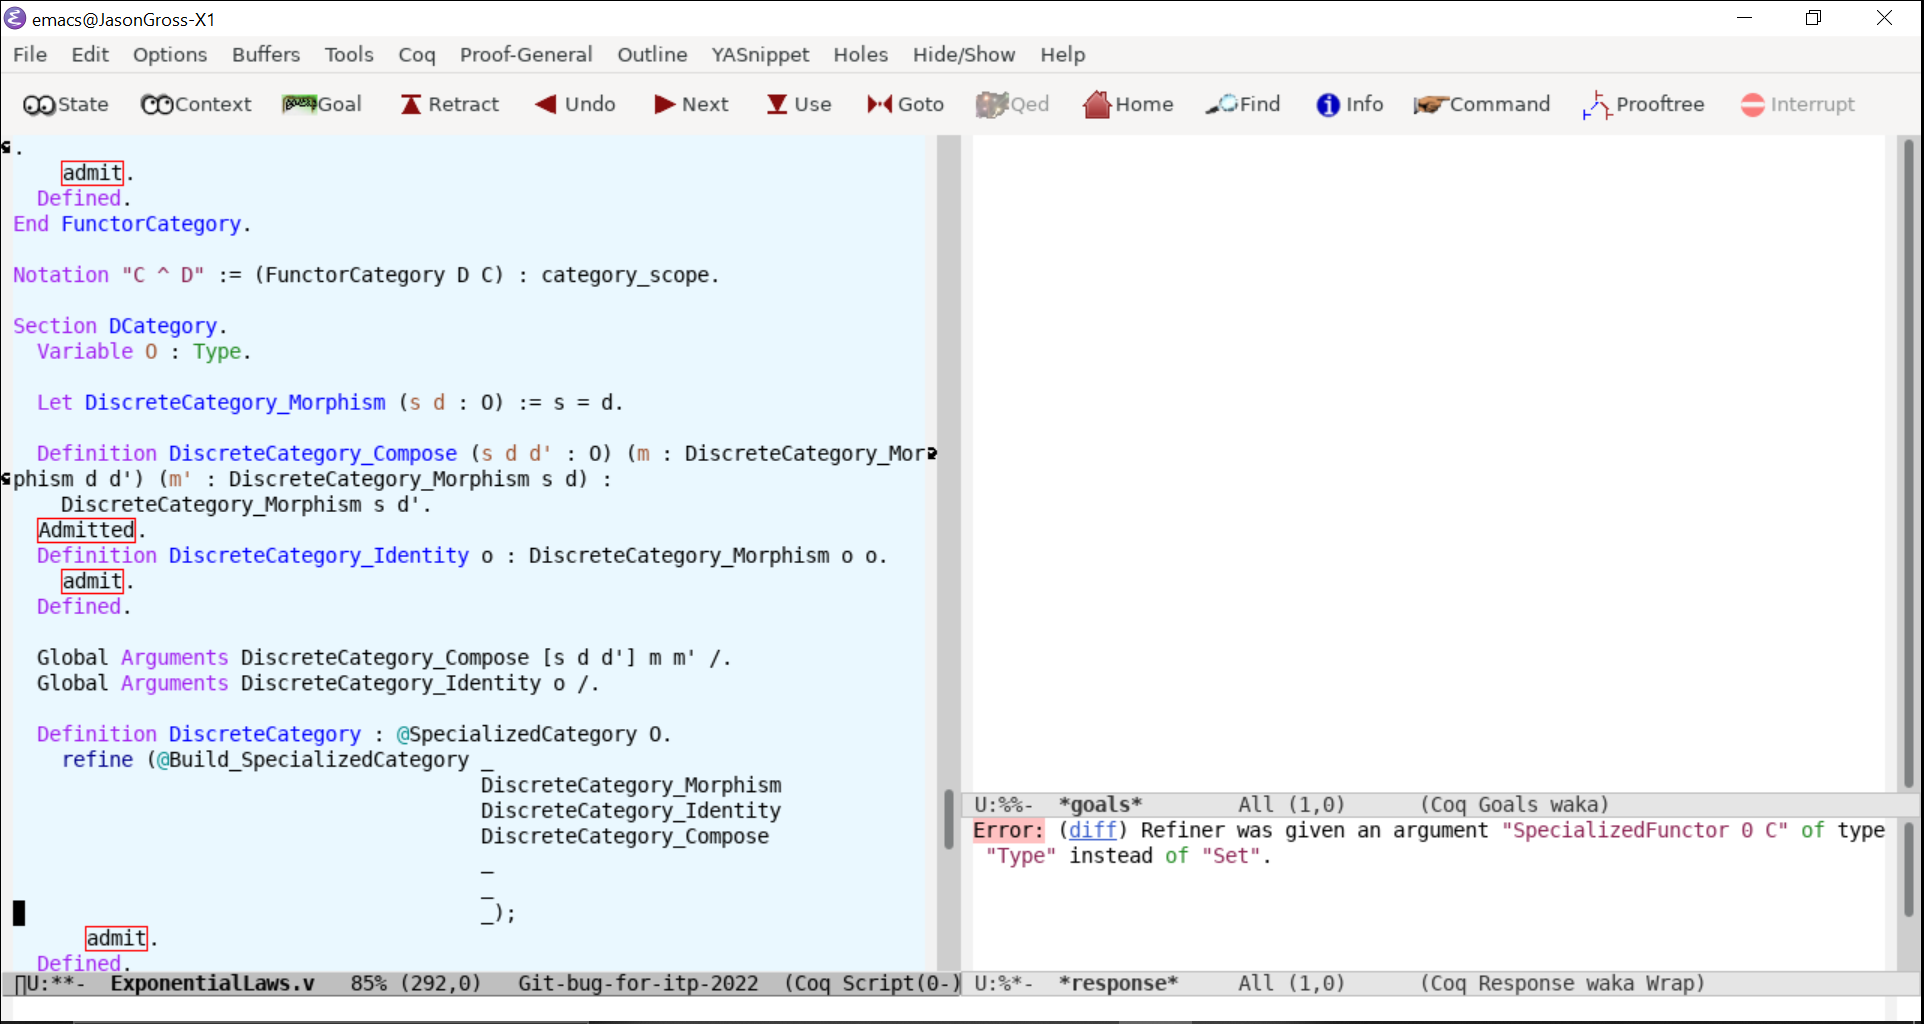 emacs@JasonGross-X1
File Edit Options Buffers Tools Coq Proof-General Outline YASnippet Holes Hide/Show Help
State Context Goal Retract Undo Next Use Goto Qed Home Find Info Command Prooftree Interrupt
.
    admit.
  Defined.
End FunctorCategory.
Notation "C ^ D" := (FunctorCategory D C) : category_scope.
Section DCategory.
  Variable O : Type.
  Let DiscreteCategory_Morphism (s d : O) := s = d.
  Definition DiscreteCategory_Compose (s d d' : O) (m : DiscreteCategory_Mor
phism d d') (m' : DiscreteCategory_Morphism s d) :
    DiscreteCategory_Morphism s d'.
  Admitted.
  Definition DiscreteCategory_Identity o : DiscreteCategory_Morphism o o.
    admit.
  Defined.
  Global Arguments DiscreteCategory_Compose [s d d'] m m' /.
  Global Arguments DiscreteCategory_Identity o /.
  Definition DiscreteCategory : @SpecializedCategory O.
    refine (@Build_SpecializedCategory _
                                       DiscreteCategory_Morphism
                                       DiscreteCategory_Identity
                                       DiscreteCategory_Compose
                                       _
                                       _
                                       _);
      admit.
  Defined.
U:**-  ExponentialLaws.v   85% (292,0)   Git-bug-for-itp-2022  (Coq Script(0-)
U:%%-  *goals*        All (1,0)      (Coq Goals waka)
Error: (diff) Refiner was given an argument "SpecializedFunctor 0 C" of type
 "Type" instead of "Set".
U:%*-  *response*     All (1,0)      (Coq Response waka Wrap)